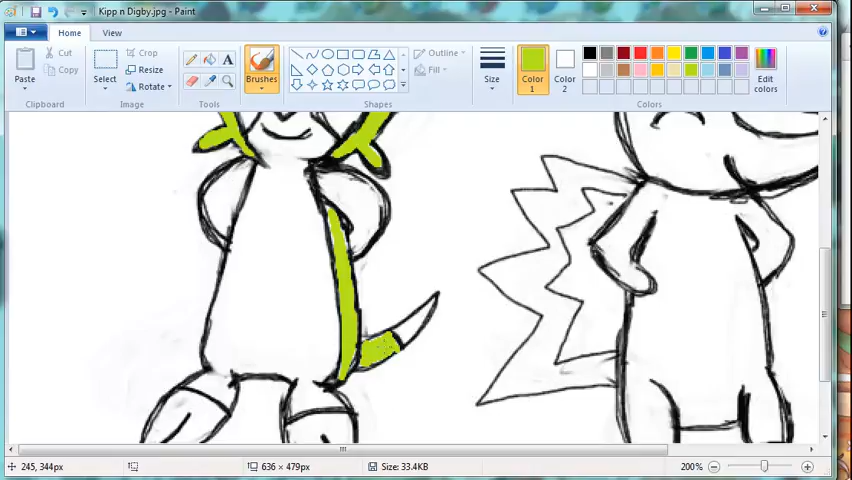 Kipp n Digby.jpg - Paint
Home
View
Paste
Cut
Copy
Clipboard
Select
Crop
Resize
Rotate
Image
Tools
Brushes
Shapes
Outline
Fill
Size
Color 1
Color 2
Edit colors
Colors
245, 344px
636 × 479px
Size: 33.4KB
200%